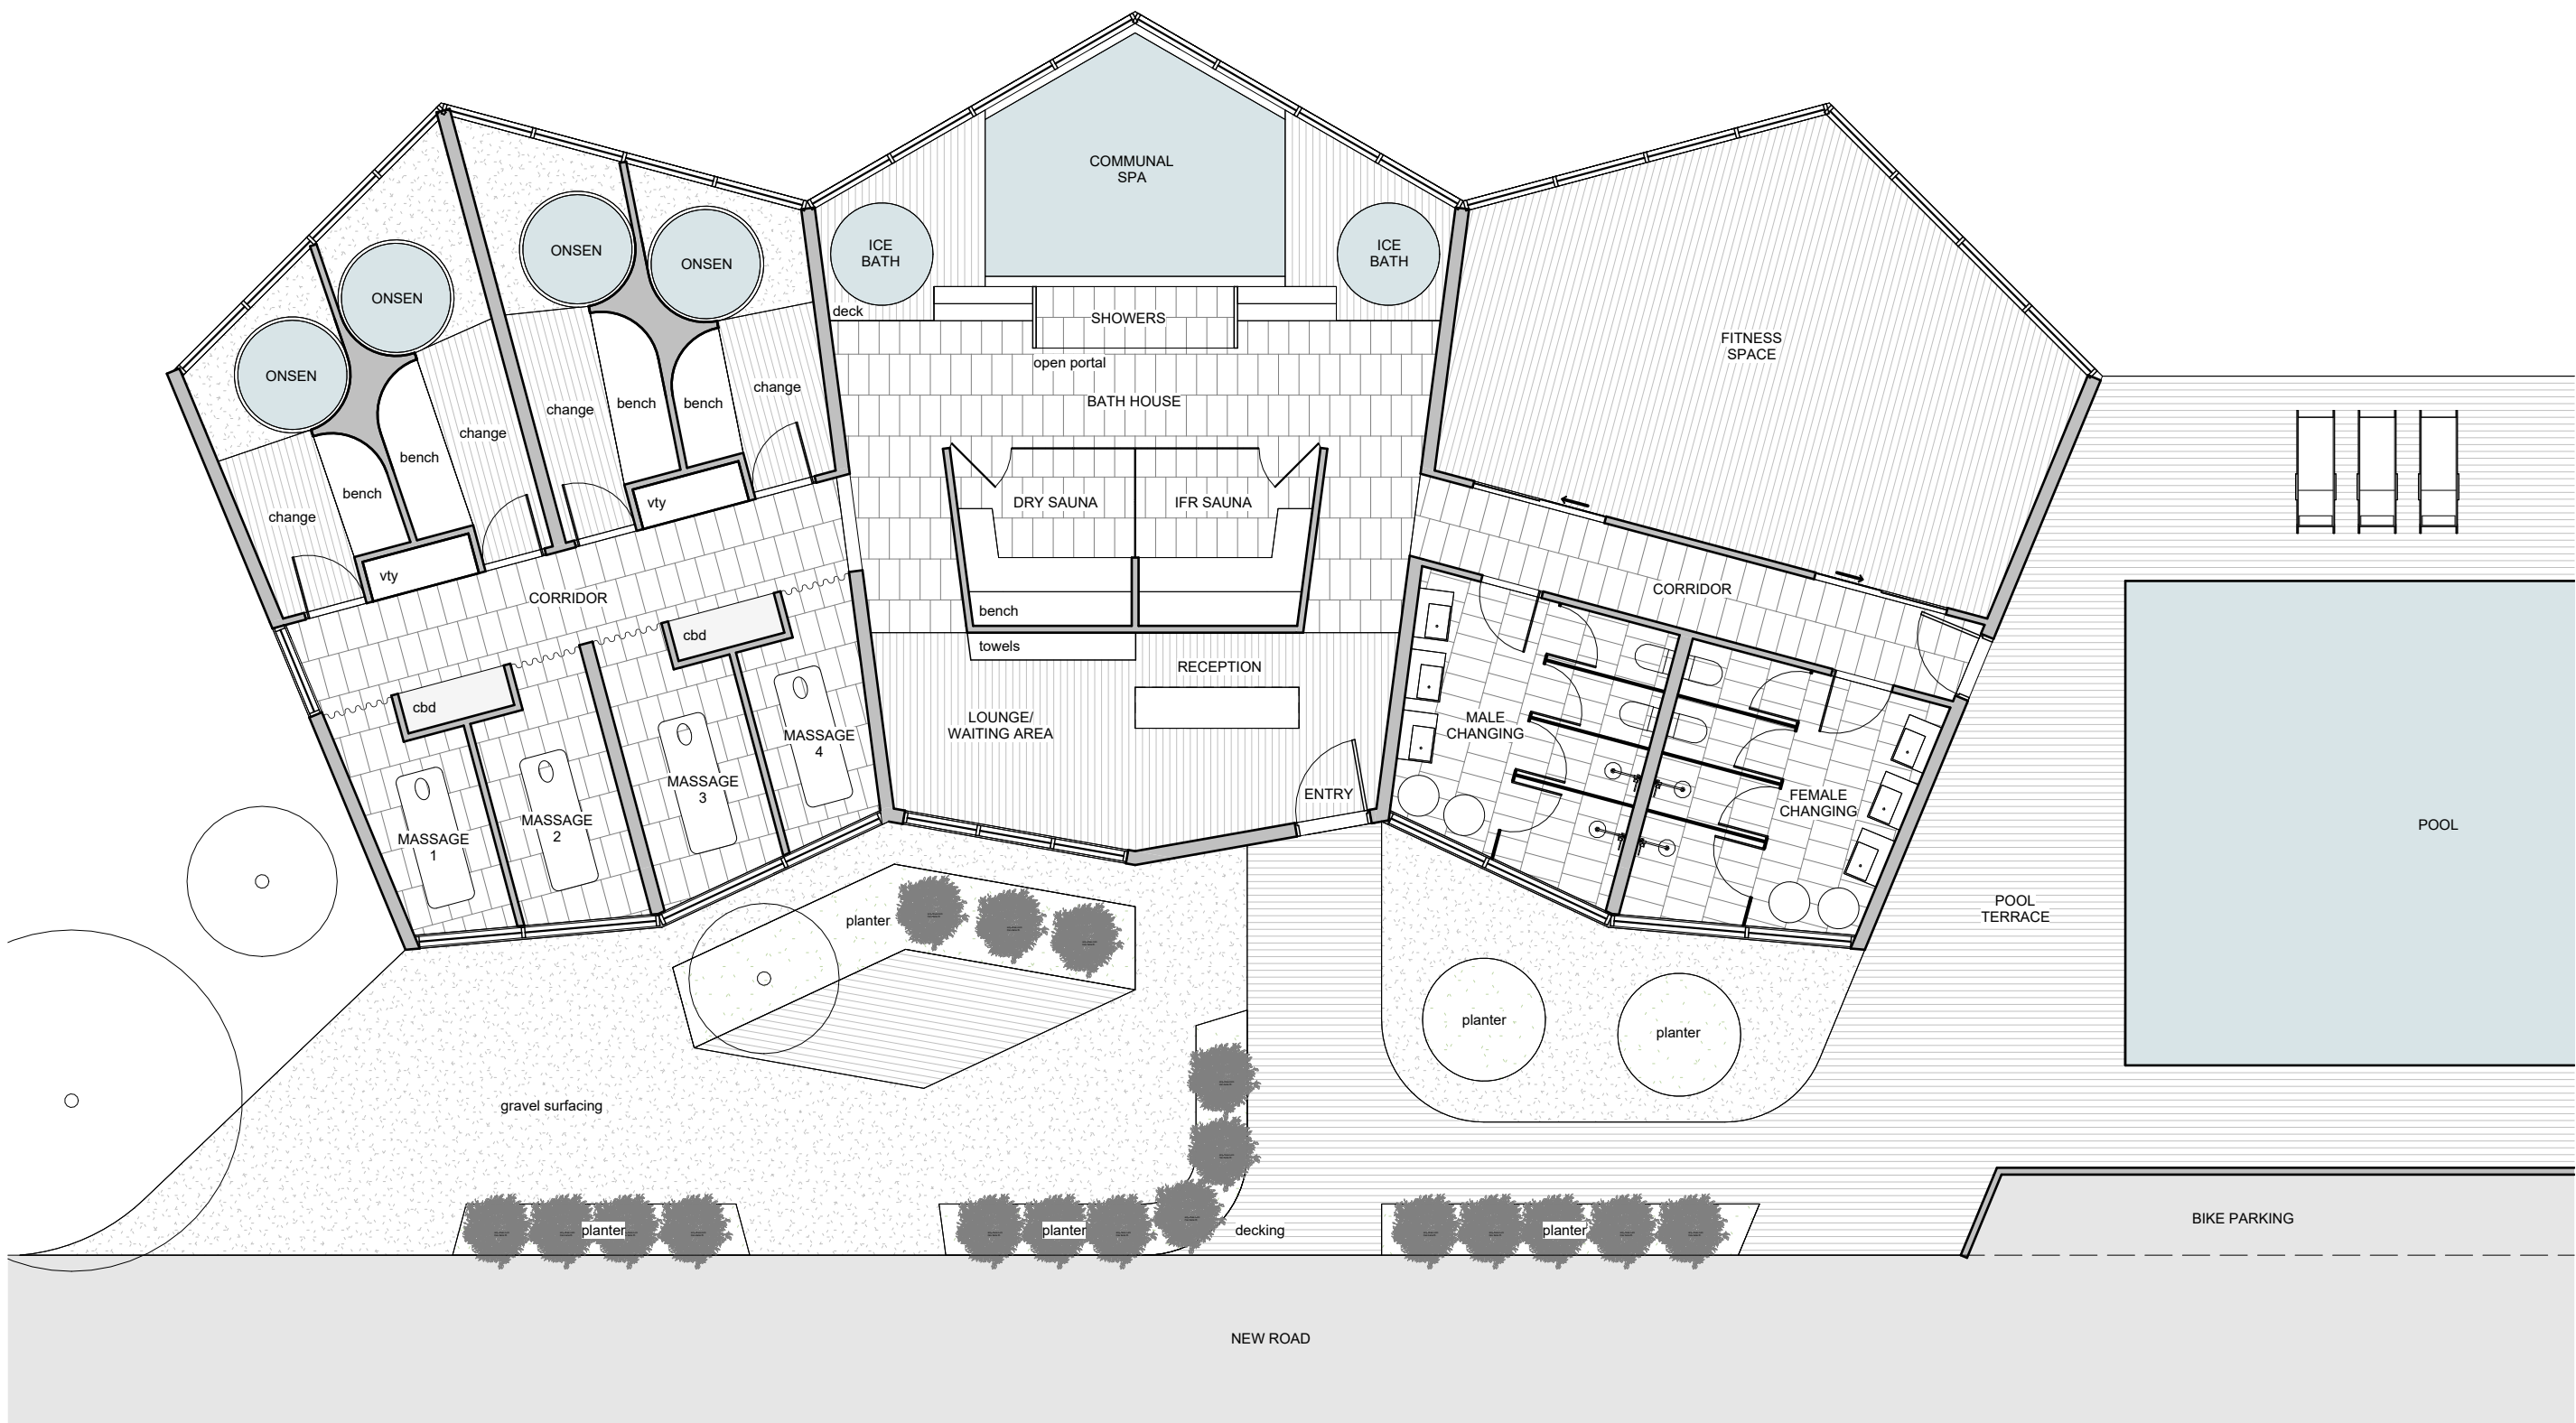 COMMUNAL
SPA
ICE
BATH
ICE
BATH
ONSEN
ONSEN
ONSEN
ONSEN
deck
SHOWERS
open portal
BATH HOUSE
FITNESS
SPACE
change
bench
bench
change
change
bench
bench
change
vty
vty
DRY SAUNA
IFR SAUNA
bench
towels
RECEPTION
CORRIDOR
CORRIDOR
cbd
cbd
LOUNGE/
WAITING AREA
MASSAGE
4
MASSAGE
3
MASSAGE
2
MASSAGE
1
ENTRY
MALE
CHANGING
FEMALE
CHANGING
POOL
POOL
TERRACE
planter
planter
planter
gravel surfacing
planter
planter
decking
planter
BIKE PARKING
NEW ROAD